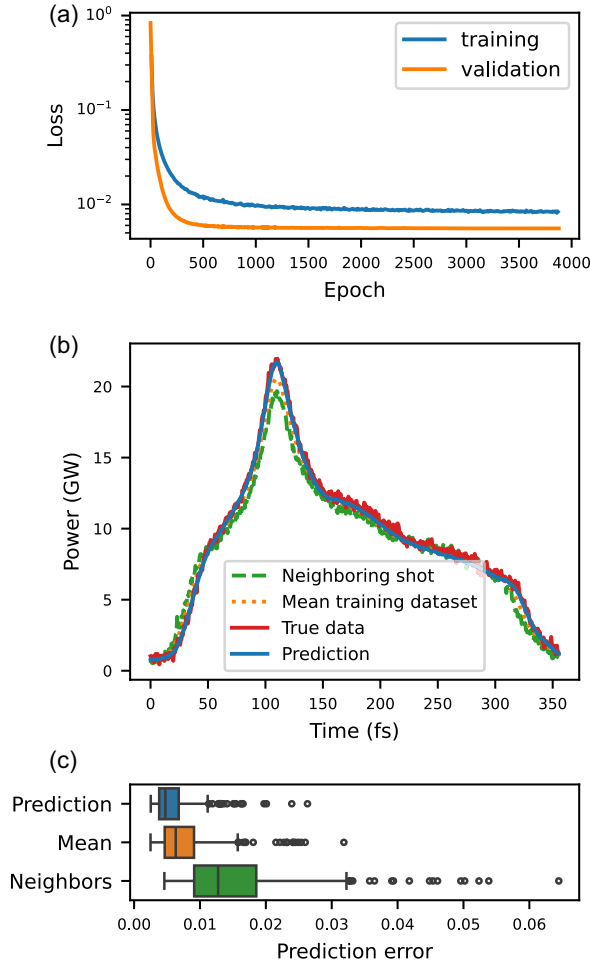 (a)
10^0
10^-1
10^-2
Loss
training
validation
0 500 1000 1500 2000 2500 3000 3500 4000
Epoch
(b)
20
15
10
5
0
Power (GW)
Neighboring shot
Mean training dataset
True data
Prediction
0 50 100 150 200 250 300 350
Time (fs)
(c)
Prediction
Mean
Neighbors
0.00 0.01 0.02 0.03 0.04 0.05 0.06
Prediction error